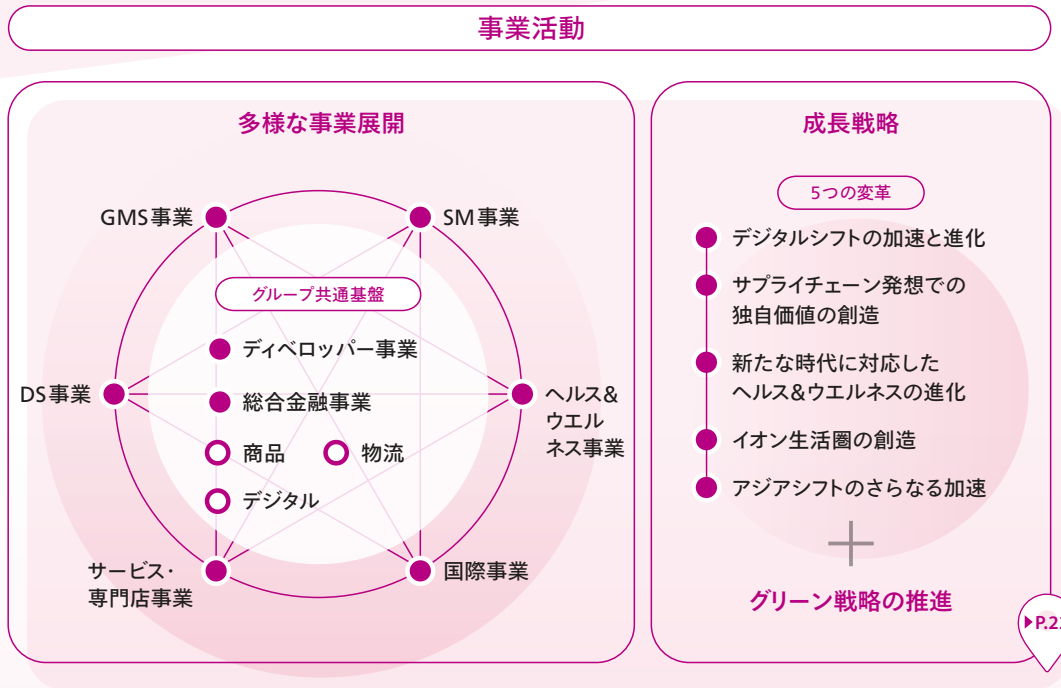 事業活動
多様な事業展開
GMS事業
SM事業
グループ共通基盤
ディベロッパー事業
DS事業
総合金融事業
ヘルス&
ウエル
ネス事業
商品
物流
デジタル
サービス・
専門店事業
国際事業
成長戦略
5つの変革
デジタルシフトの加速と進化
サプライチェーン発想での
独自価値の創造
新たな時代に対応した
ヘルス&ウエルネスの進化
イオン生活圏の創造
アジアシフトのさらなる加速
+
グリーン戦略の推進